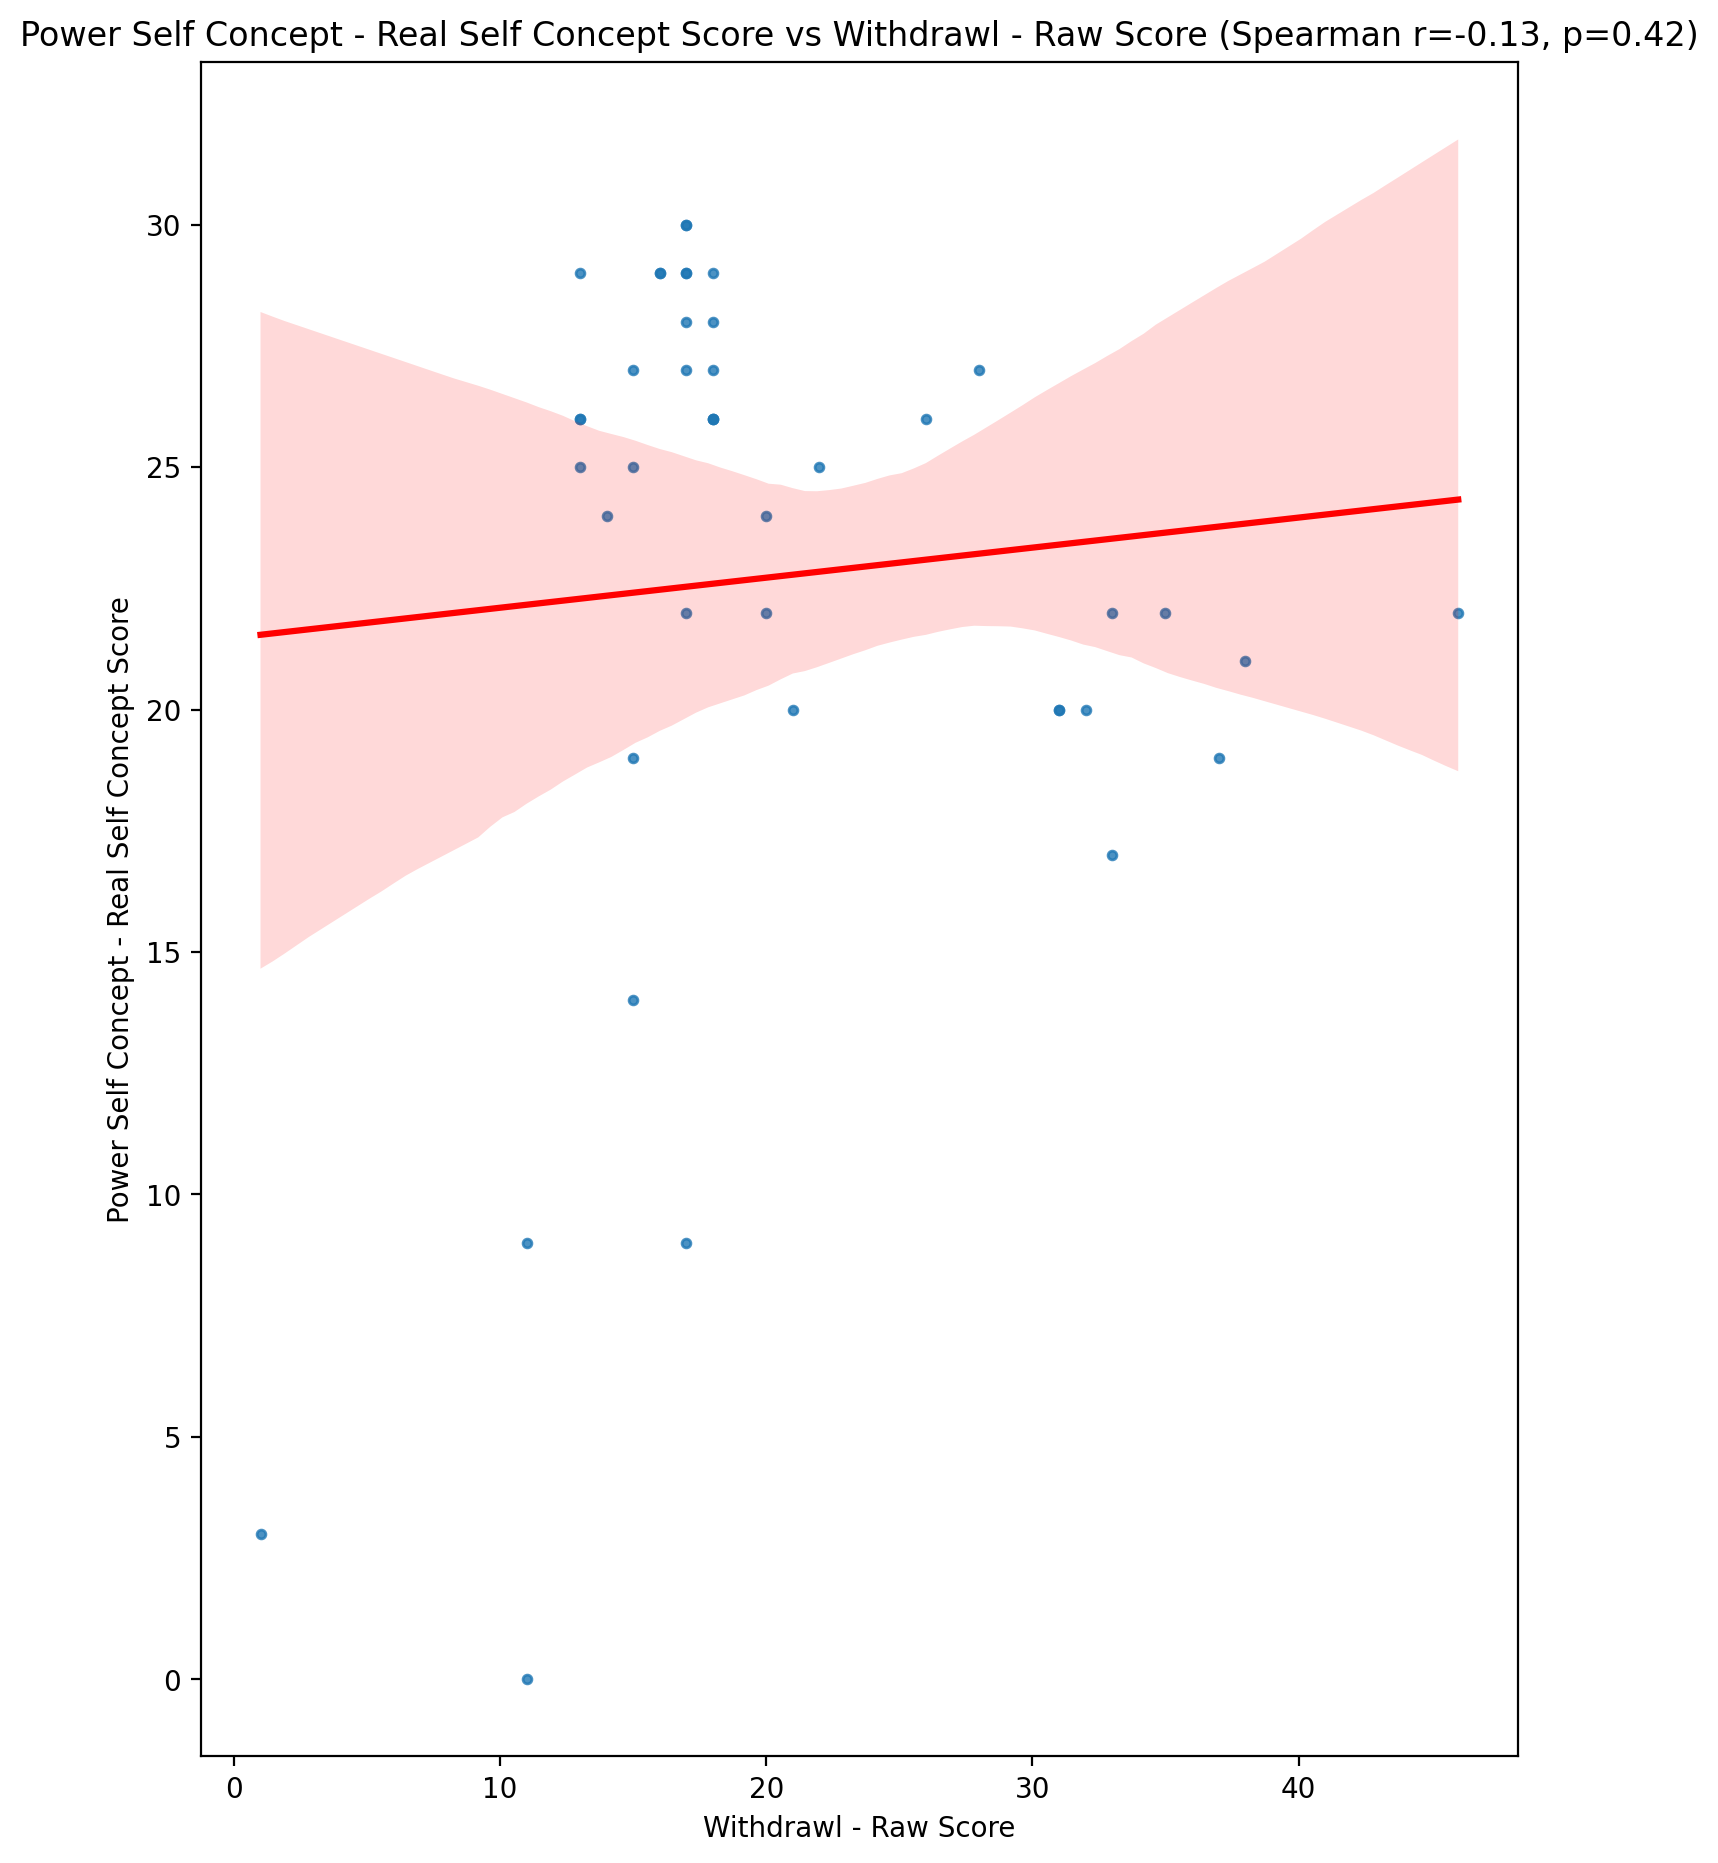 Power Self Concept - Real Self Concept Score vs Withdrawl - Raw Score (Spearman r=-0.13, p=0.42)
Power Self Concept - Real Self Concept Score
30
25
20
15
10
5
0
0 10 20 30 40
Withdrawl - Raw Score